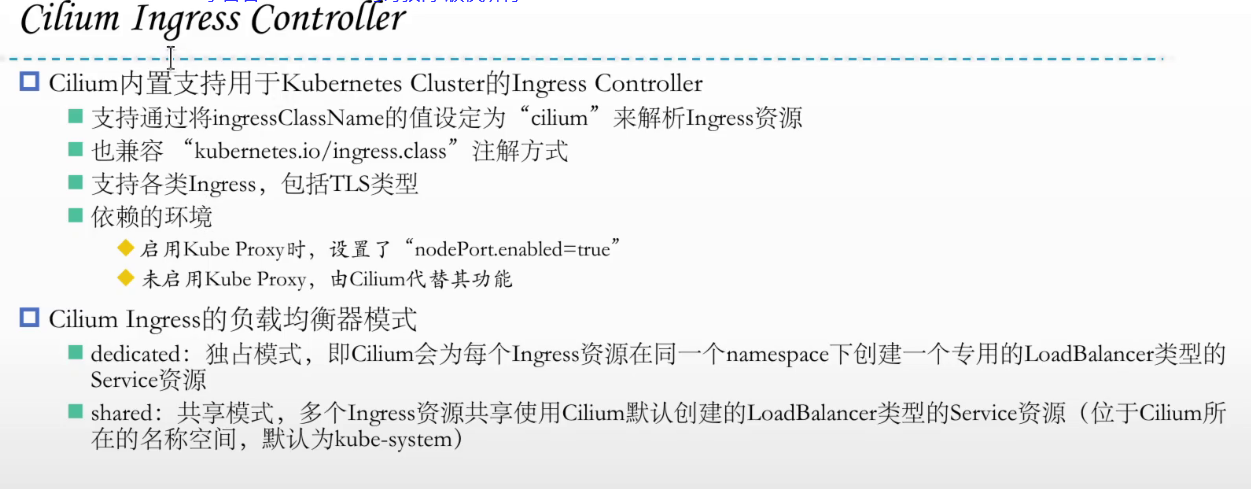 Cilium Ingress Controller
Cilium内置支持用于Kubernetes Cluster的Ingress Controller
支持通过将ingressClassName的值设定为“cilium”来解析Ingress资源
也兼容 “kubernetes.io/ingress.class”注解方式
支持各类Ingress，包括TLS类型
依赖的环境
启用Kube Proxy时，设置了“nodePort.enabled=true”
未启用Kube Proxy，由Cilium代替其功能
Cilium Ingress的负载均衡器模式
dedicated：独占模式，即Cilium会为每个Ingress资源在同一个namespace下创建一个专用的LoadBalancer类型的
Service资源
shared：共享模式，多个Ingress资源共享使用Cilium默认创建的LoadBalancer类型的Service资源（位于Cilium所
在的名称空间，默认为kube-system）